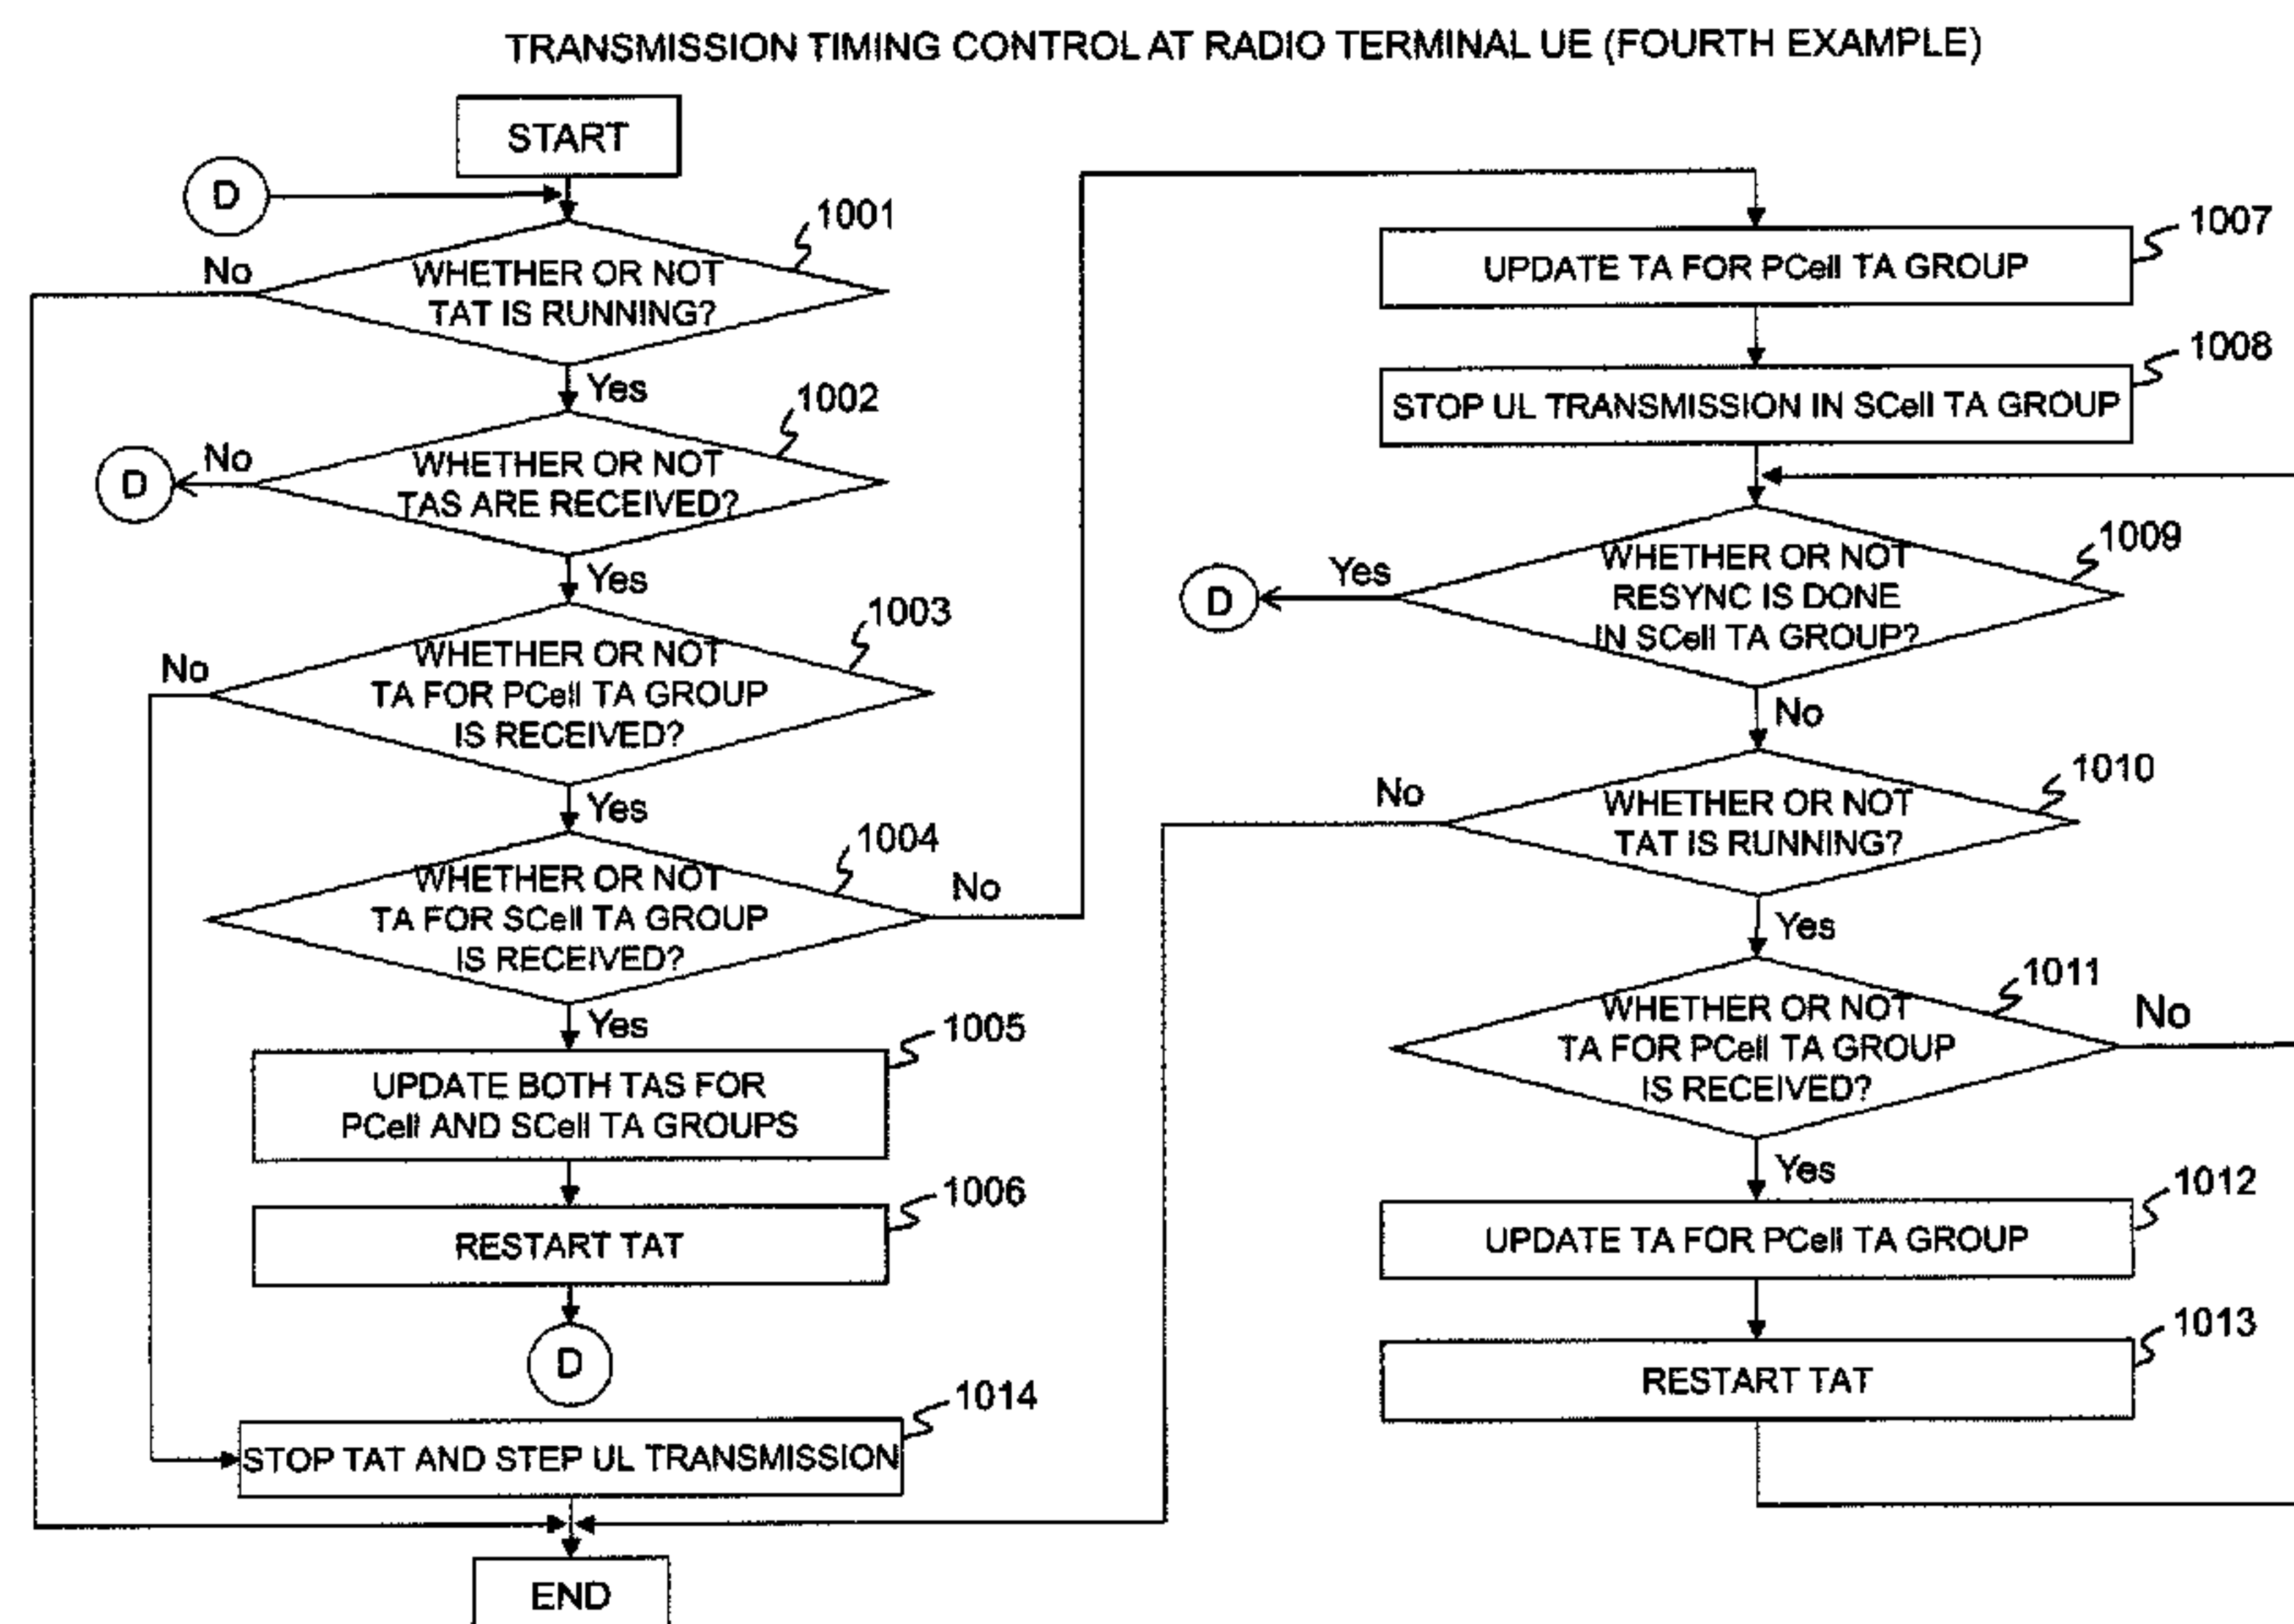 TRANSMISSION TIMING CONTROL AT RADIO TERMINAL UE (FOURTH EXAMPLE)
START
D
1001
No
WHETHER OR NOT
TAT IS RUNNING?
Yes
1002
D
No
WHETHER OR NOT
TAS ARE RECEIVED?
Yes
1003
No
WHETHER OR NOT
TA FOR PCell TA GROUP
IS RECEIVED?
Yes
1004
WHETHER OR NOT
TA FOR SCell TA GROUP
IS RECEIVED?
No
Yes
1005
UPDATE BOTH TAS FOR
PCell AND SCell TA GROUPS
1006
RESTART TAT
D
1014
STOP TAT AND STEP UL TRANSMISSION
END
1007
UPDATE TA FOR PCell TA GROUP
1008
STOP UL TRANSMISSION IN SCell TA GROUP
1009
D
Yes
WHETHER OR NOT
RESYNC IS DONE
IN SCell TA GROUP?
No
1010
No
WHETHER OR NOT
TAT IS RUNNING?
Yes
1011
WHETHER OR NOT
TA FOR PCell TA GROUP
IS RECEIVED?
No
Yes
1012
UPDATE TA FOR PCell TA GROUP
1013
RESTART TAT